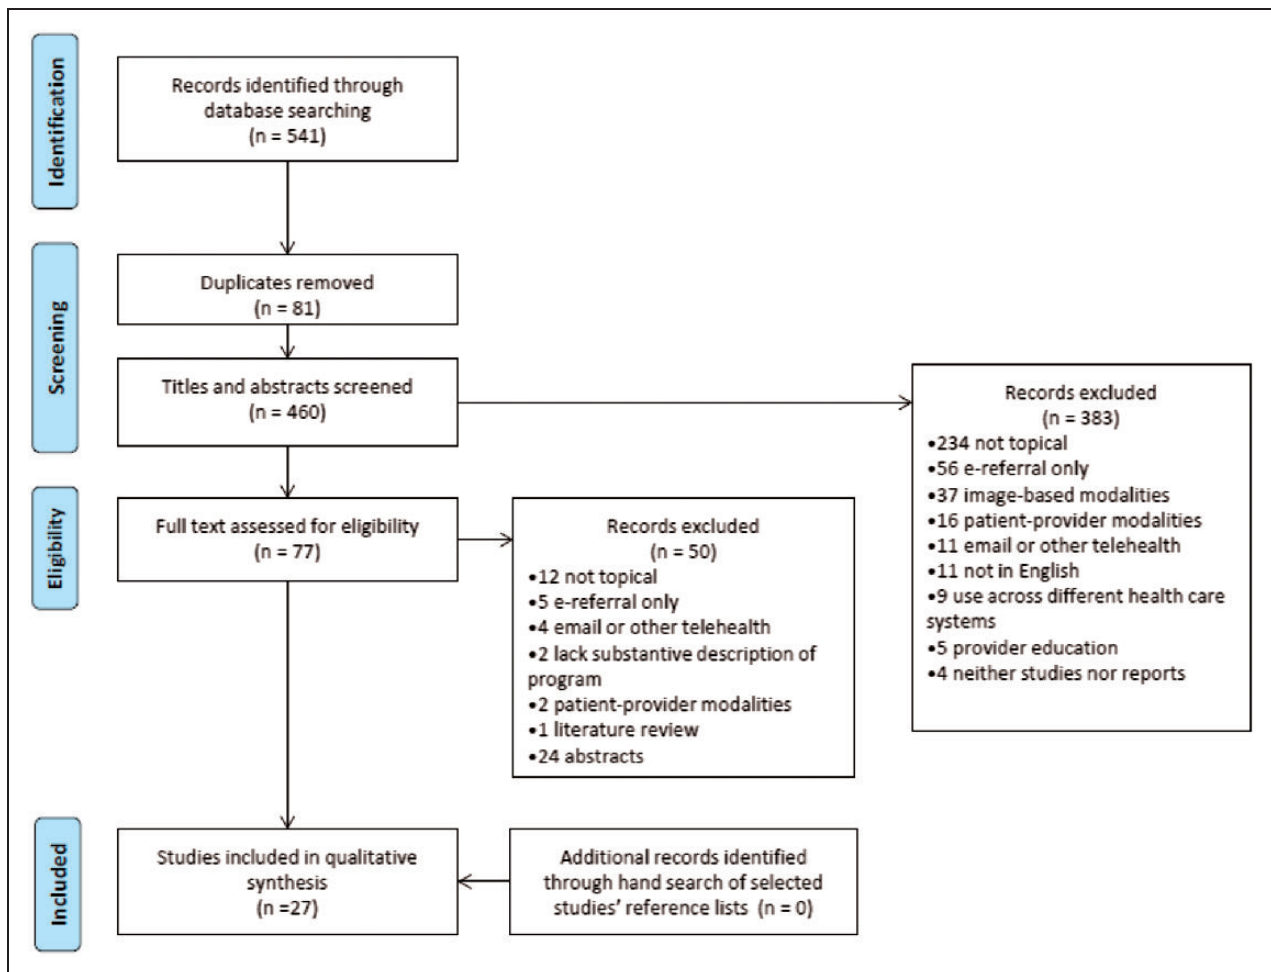 Identification
Records identified through
database searching
(n = 541)
Screening
Duplicates removed
(n = 81)
Titles and abstracts screened
(n = 460)
Records excluded
(n = 383)
•234 not topical
•56 e-referral only
•37 image-based modalities
•16 patient-provider modalities
•11 email or other telehealth
•11 not in English
•9 use across different health care
systems
•5 provider education
•4 neither studies nor reports
Eligibility
Full text assessed for eligibility
(n = 77)
Records excluded
(n = 50)
•12 not topical
•5 e-referral only
•4 email or other telehealth
•2 lack substantive description of
program
•2 patient-provider modalities
•1 literature review
•24 abstracts
Included
Studies included in qualitative
synthesis
(n =27)
Additional records identified
through hand search of selected
studies’ reference lists (n = 0)